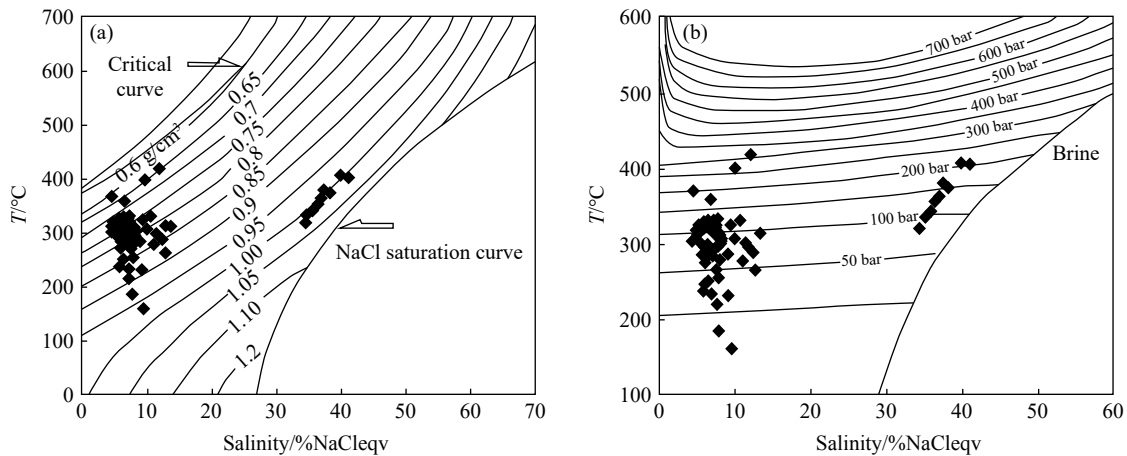 (a)
Critical
curve
0.6 g/cm³
0.65
0.7
0.75
0.8
0.85
0.9
0.95
1.00
1.05
1.10
1.2
NaCl saturation curve
700
600
500
400
300
200
100
0
T/°C
0 10 20 30 40 50 60 70
Salinity/%NaCleqv
(b)
700 bar
600 bar
500 bar
400 bar
300 bar
200 bar
100 bar
50 bar
Brine
600
500
400
300
200
100
T/°C
0 10 20 30 40 50 60
Salinity/%NaCleqv